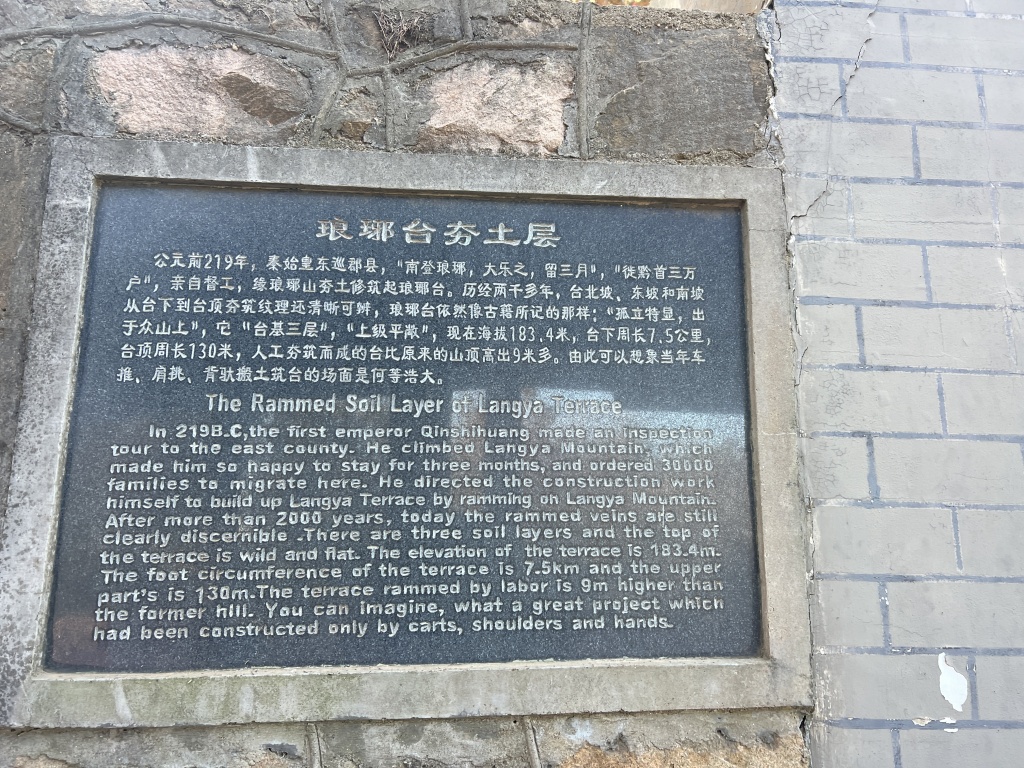 琅琊台夯土层
公元前219年，秦始皇东巡郡县，“南登琅琊，大乐之，留三月”，“徙黔首三万
户”，亲自督工，缘琅琊山夯土修筑起琅琊台。历经两千多年，台北坡、东坡和南坡
从台下到台顶夯筑纹理还清晰可辨，琅琊台依然像古籍所记的那样：“孤立特显，出
于众山上”，它“台基三层”，“上级平敞”，现在海拔183.4米，台下周长7.5公里，
台顶周长130米，人工夯筑而成的台比原来的山顶高出9米多。由此可以想象当年车
推、肩挑、背驮搬土筑台的场面是何等浩大。
The Rammed Soil Layer of Langya Terrace
In 219B.C,the first emperor Qinshihuang made an inspection
tour to the east county. He climbed Langya Mountain, which
made him so happy to stay for three months, and ordered 30000
families to migrate here. He directed the construction work
himself to build up Langya Terrace by ramming on Langya Mountain.
After more than 2000 years, today the rammed veins are still
clearly discernible .There are three soil layers and the top of
the terrace is wild and flat. The elevation of the terrace is 183.4m.
The foot circumference of the terrace is 7.5km and the upper
part's is 130m.The terrace rammed by labor is 9m higher than
the former hill. You can imagine, what a great project which
had been constructed only by carts, shoulders and hands.